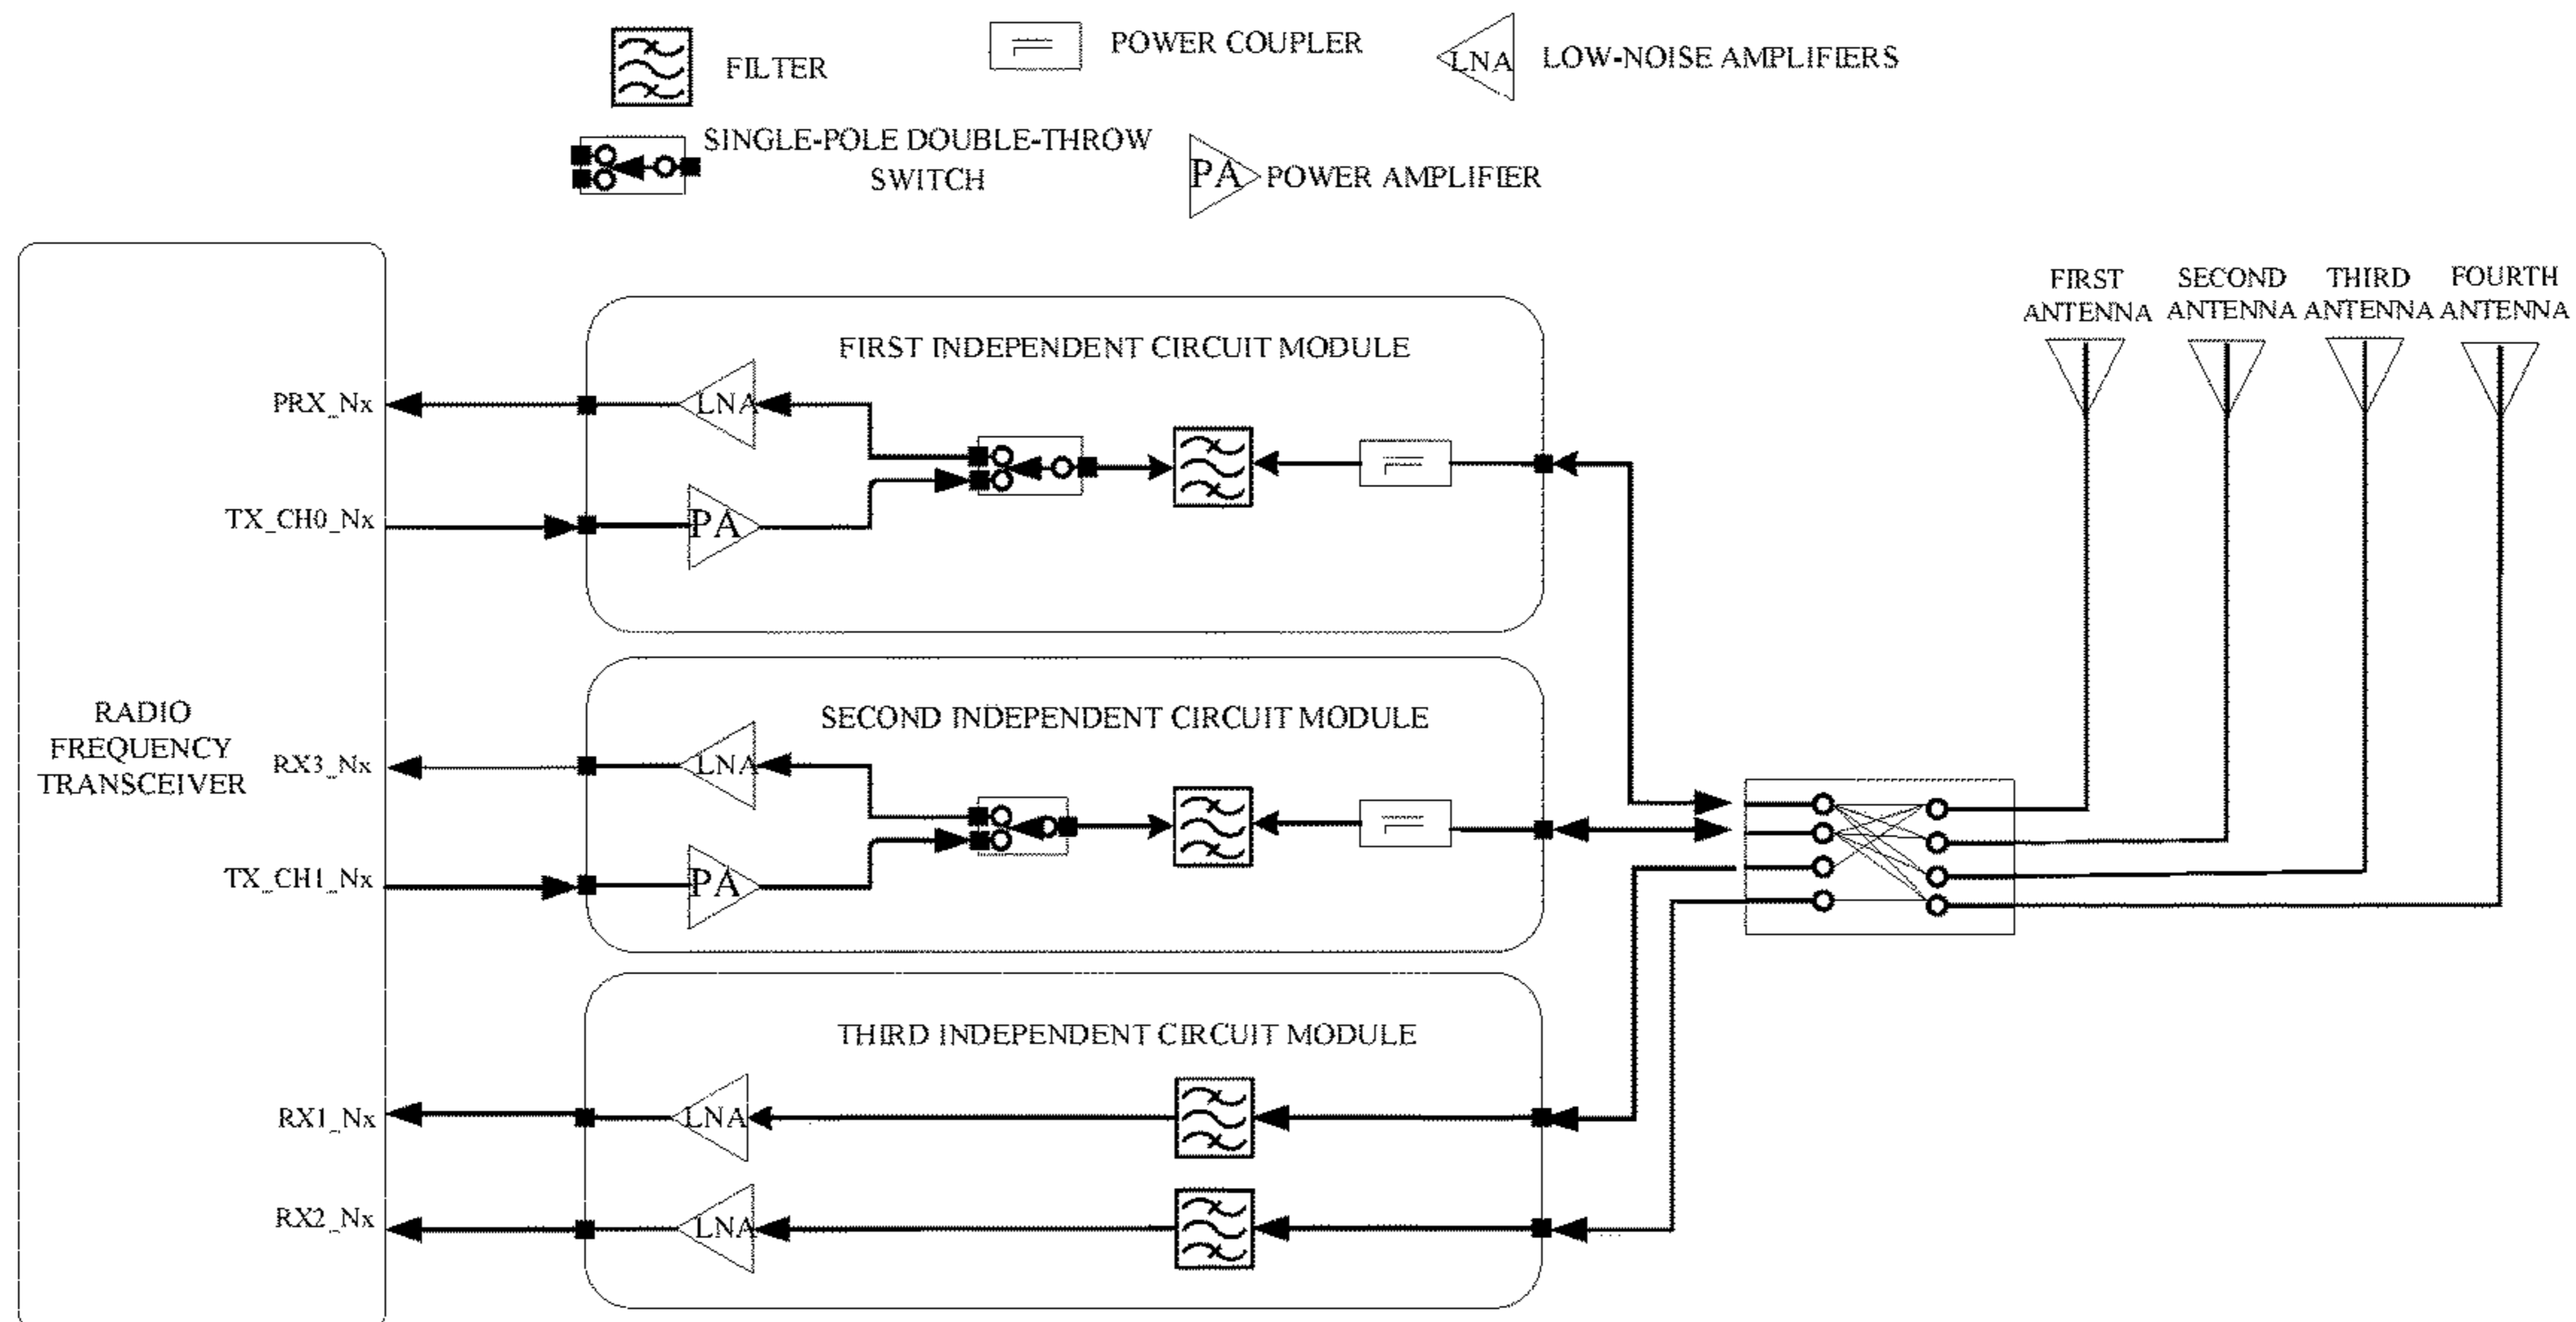 FILTER
POWER COUPLER
LNA
LOW-NOISE AMPLIFIERS
SINGLE-POLE DOUBLE-THROW
SWITCH
PA
POWER AMPLIFIER
FIRST
ANTENNA
SECOND
ANTENNA
THIRD
ANTENNA
FOURTH
ANTENNA
RADIO
FREQUENCY
TRANSCEIVER
PRX_Nx
TX_CH0_Nx
RX3_Nx
TX_CH1_Nx
RX1_Nx
RX2_Nx
FIRST INDEPENDENT CIRCUIT MODULE
LNA
PA
SECOND INDEPENDENT CIRCUIT MODULE
LNA
PA
THIRD INDEPENDENT CIRCUIT MODULE
LNA
LNA